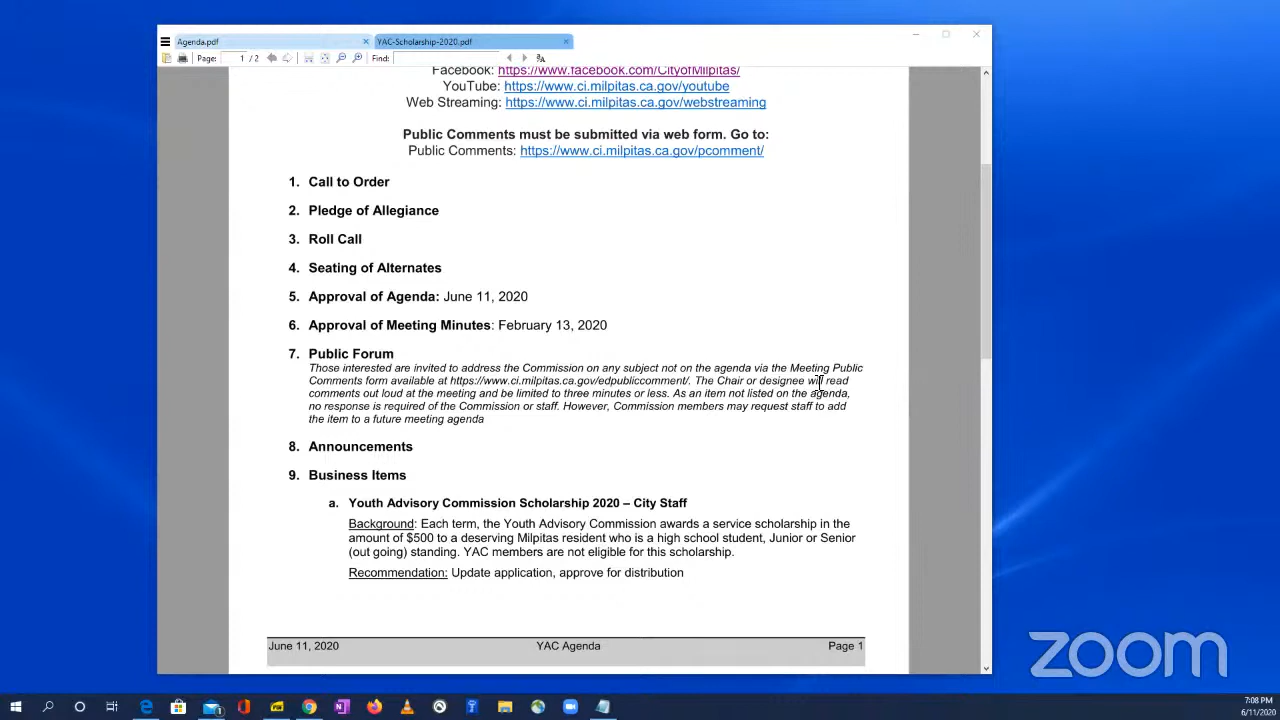 Agenda.pdf
YAC-Scholarship-2020.pdf
Page: 1 / 2 Find:
Facebook: https://www.facebook.com/CityofMilpitas/
YouTube: https://www.ci.milpitas.ca.gov/youtube
Web Streaming: https://www.ci.milpitas.ca.gov/webstreaming
Public Comments must be submitted via web form. Go to:
Public Comments: https://www.ci.milpitas.ca.gov/pcomment/
1. Call to Order
2. Pledge of Allegiance
3. Roll Call
4. Seating of Alternates
5. Approval of Agenda: June 11, 2020
6. Approval of Meeting Minutes: February 13, 2020
7. Public Forum
Those interested are invited to address the Commission on any subject not on the agenda via the Meeting Public
Comments form available at https://www.ci.milpitas.ca.gov/edpubliccomment/. The Chair or designee will read
comments out loud at the meeting and be limited to three minutes or less. As an item not listed on the agenda,
no response is required of the Commission or staff. However, Commission members may request staff to add
the item to a future meeting agenda
8. Announcements
9. Business Items
a. Youth Advisory Commission Scholarship 2020 – City Staff
Background: Each term, the Youth Advisory Commission awards a service scholarship in the
amount of $500 to a deserving Milpitas resident who is a high school student, Junior or Senior
(out going) standing. YAC members are not eligible for this scholarship.
Recommendation: Update application, approve for distribution
June 11, 2020 YAC Agenda Page 1
zoom
7:08 PM
6/11/2020